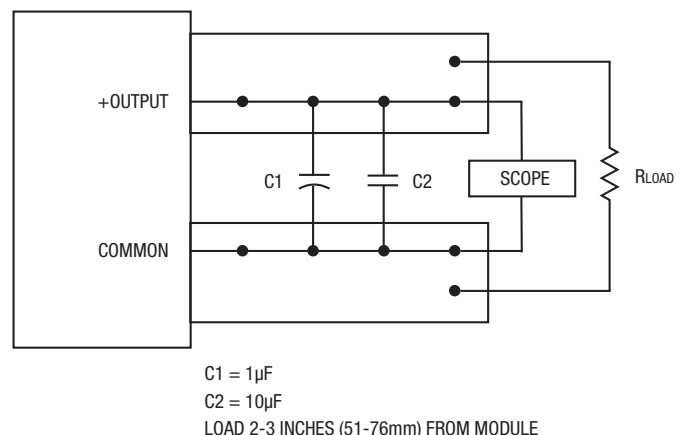 +OUTPUT
C1
C2
SCOPE
RLOAD
COMMON
C1 = 1µF
C2 = 10µF
LOAD 2-3 INCHES (51-76mm) FROM MODULE